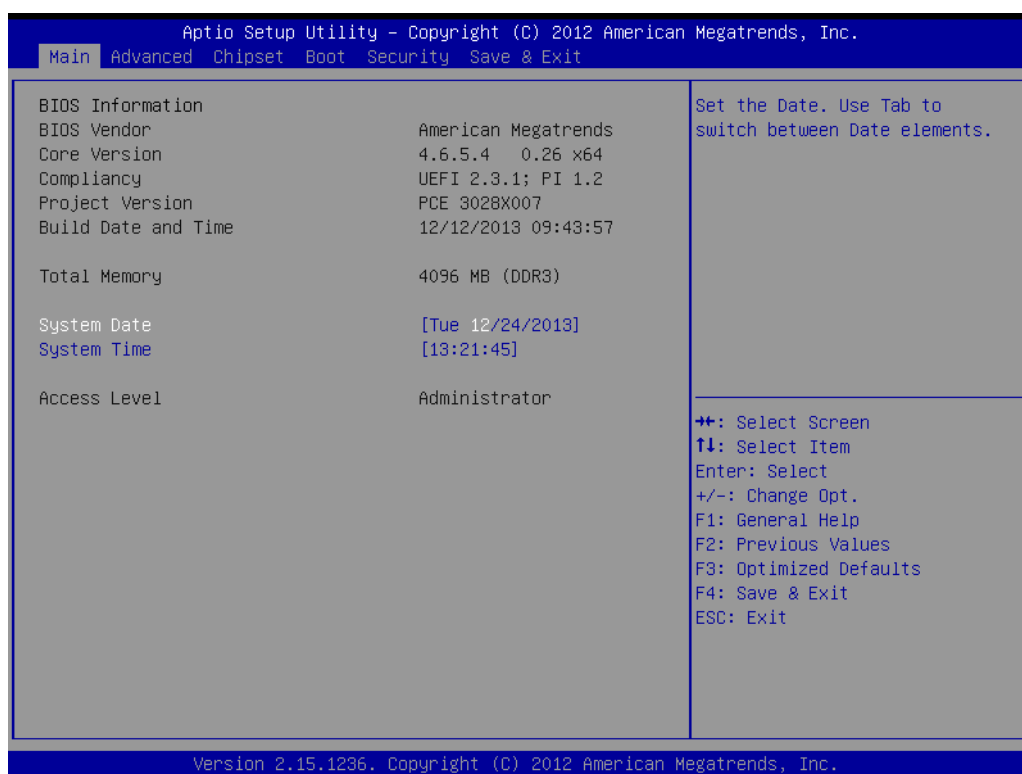 Aptio Setup Utility – Copyright (C) 2012 American Megatrends, Inc.
Main Advanced Chipset Boot Security Save & Exit
BIOS Information
BIOS Vendor American Megatrends
Core Version 4.6.5.4 0.26 x64
Compliancy UEFI 2.3.1; PI 1.2
Project Version PCE 3028X007
Build Date and Time 12/12/2013 09:43:57
Total Memory 4096 MB (DDR3)
System Date [Tue 12/24/2013]
System Time [13:21:45]
Access Level Administrator
Set the Date. Use Tab to
switch between Date elements.
→←: Select Screen
↑↓: Select Item
Enter: Select
+/-: Change Opt.
F1: General Help
F2: Previous Values
F3: Optimized Defaults
F4: Save & Exit
ESC: Exit
Version 2.15.1236. Copyright (C) 2012 American Megatrends, Inc.